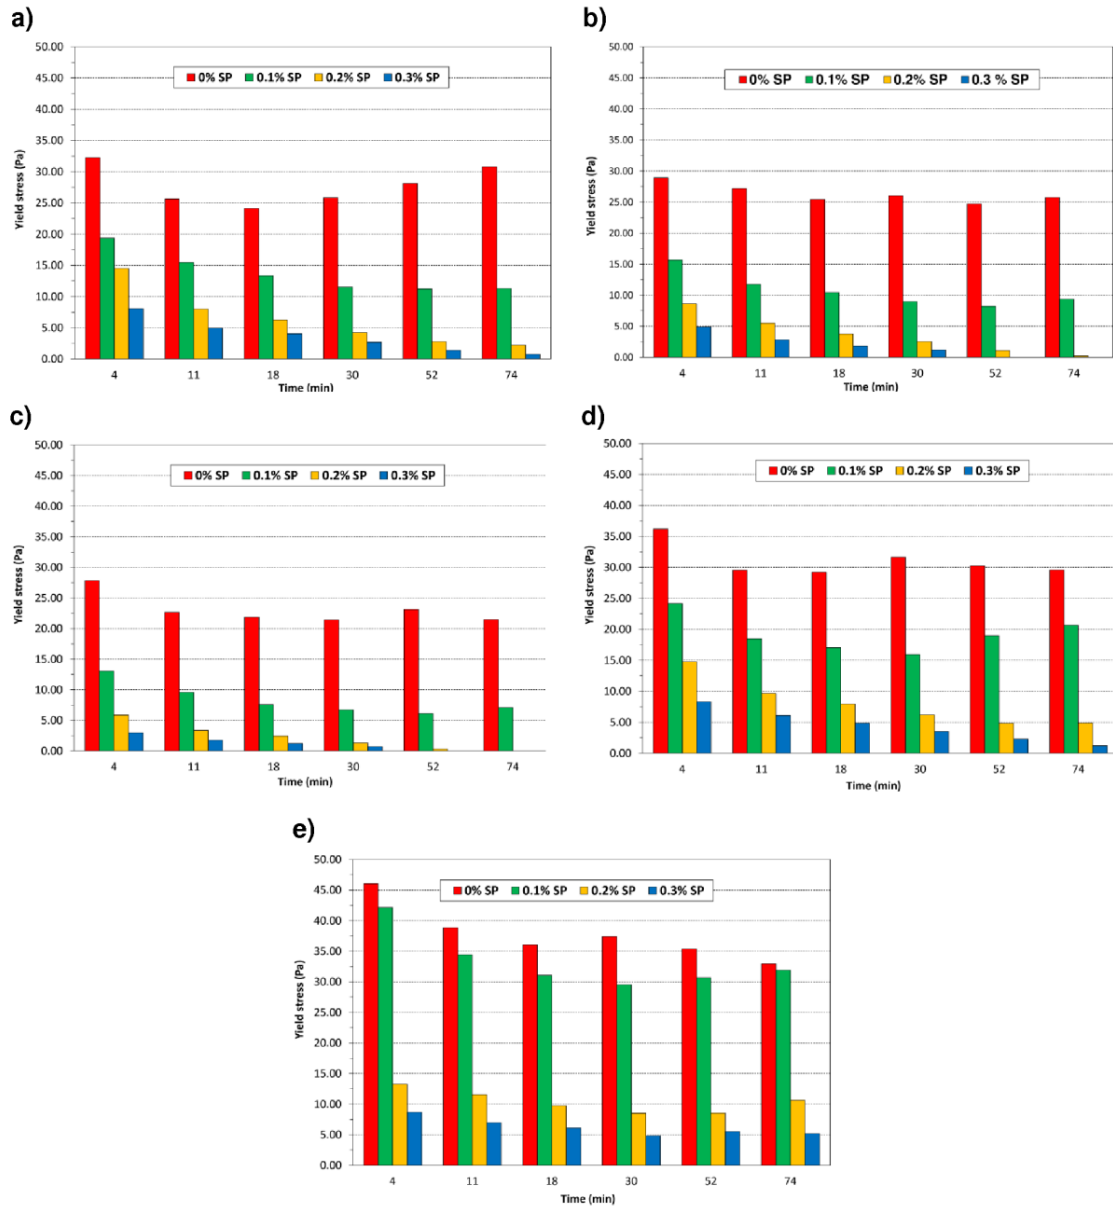 a)
50.00
45.00
40.00
35.00
30.00
25.00
20.00
15.00
10.00
5.00
0.00
Yield stress (Pa)
0% SP 0.1% SP 0.2% SP 0.3% SP
4 11 18 30 52 74
Time (min)
b)
50.00
45.00
40.00
35.00
30.00
25.00
20.00
15.00
10.00
5.00
0.00
Yield stress (Pa)
0% SP 0.1% SP 0.2% SP 0.3 % SP
4 11 18 30 52 74
Time (min)
c)
50.00
45.00
40.00
35.00
30.00
25.00
20.00
15.00
10.00
5.00
0.00
Yield stress (Pa)
0% SP 0.1% SP 0.2% SP 0.3% SP
4 11 18 30 52 74
Time (min)
d)
50.00
45.00
40.00
35.00
30.00
25.00
20.00
15.00
10.00
5.00
0.00
Yield stress (Pa)
0% SP 0.1% SP 0.2% SP 0.3% SP
4 11 18 30 52 74
Time (min)
e)
50.00
45.00
40.00
35.00
30.00
25.00
20.00
15.00
10.00
5.00
0.00
Yield stress (Pa)
0% SP 0.1% SP 0.2% SP 0.3% SP
4 11 18 30 52 74
Time (min)